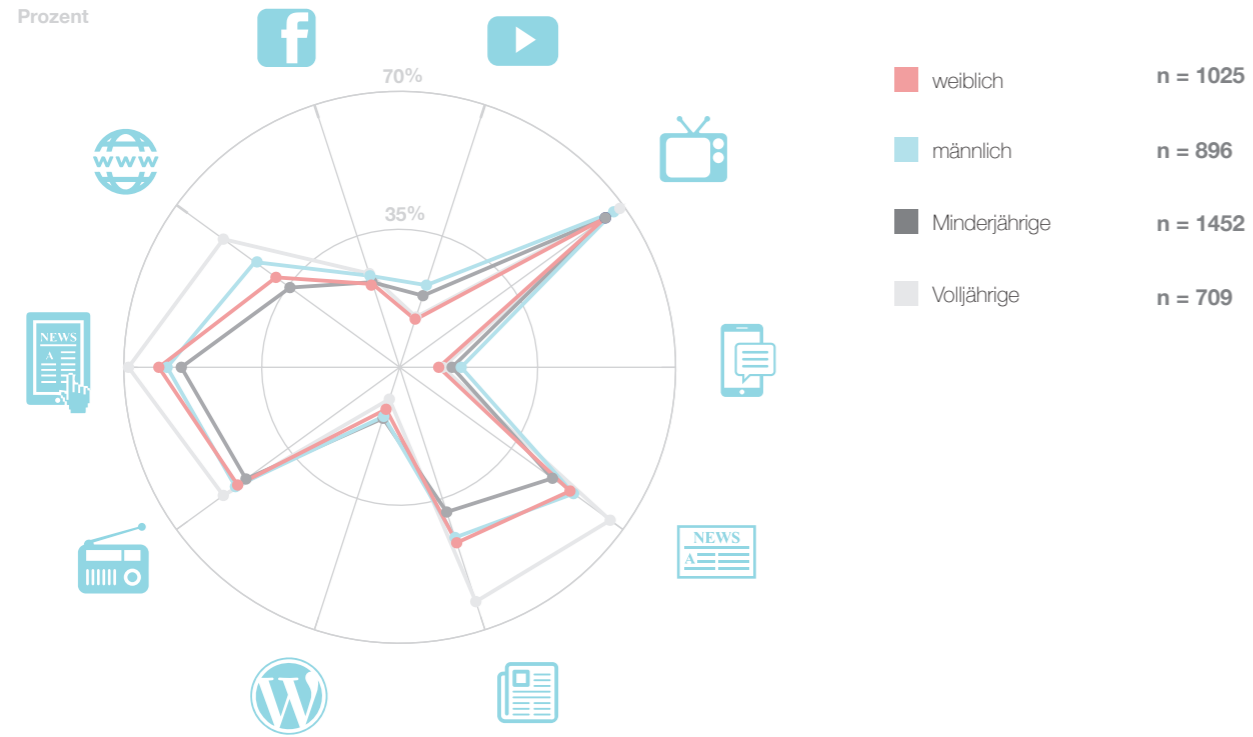 Prozent
f
70%
weiblich n = 1025
männlich n = 896
www
35%
Minderjährige n = 1452
Volljährige n = 709
NEWS
A
NEWS
A
W